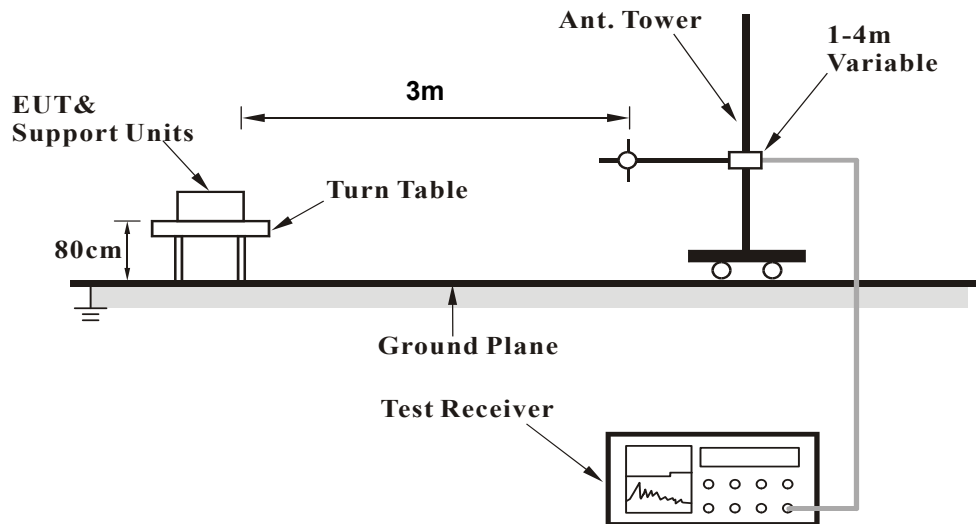 Ant. Tower
1-4m
Variable
3m
EUT&
Support Units
Turn Table
80cm
Ground Plane
Test Receiver